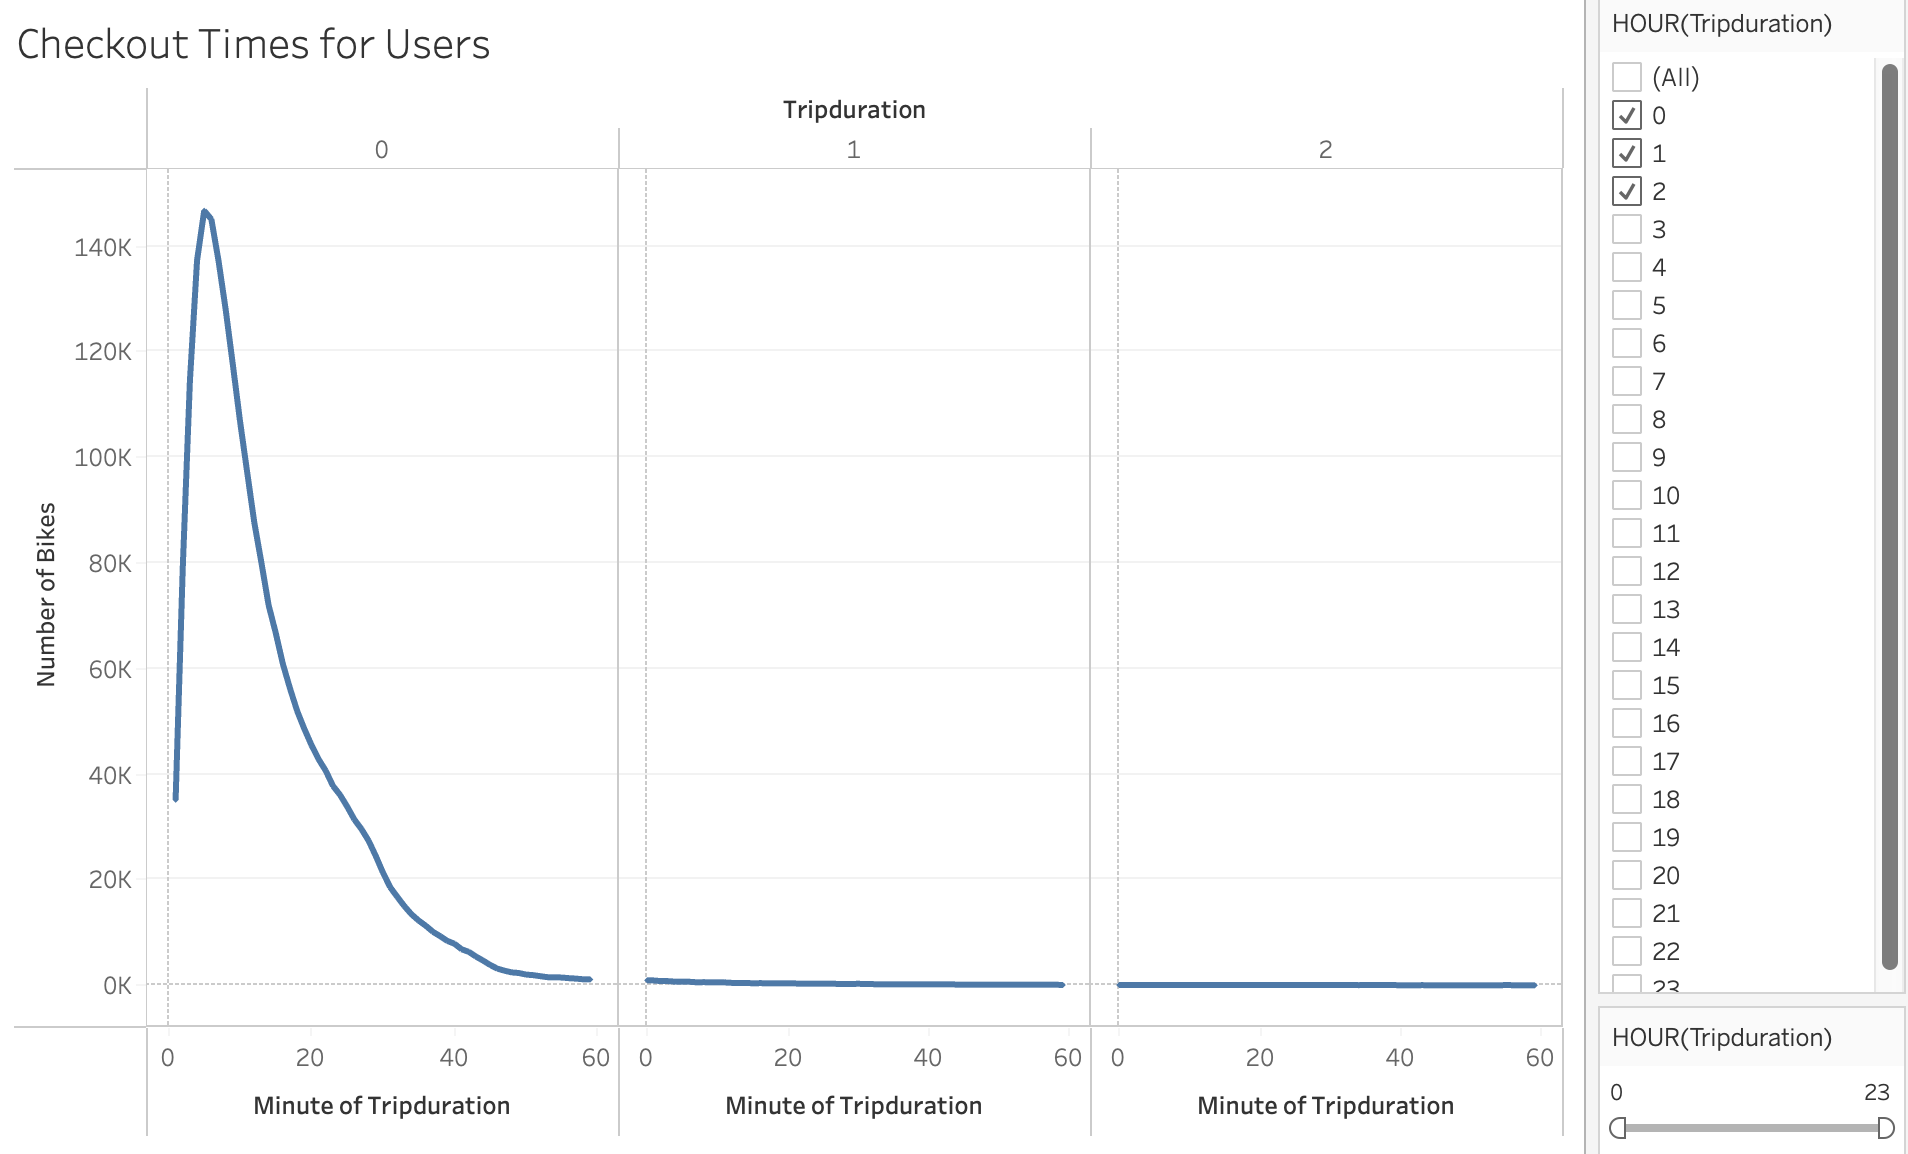 Checkout Times for Users
Tripduration
0 1 2
140K
120K
100K
80K
60K
40K
20K
0K
Number of Bikes
0 20 40 60 0 20 40 60 0 20 40 60
Minute of Tripduration Minute of Tripduration Minute of Tripduration
HOUR(Tripduration)
(All)
0
1
2
3
4
5
6
7
8
9
10
11
12
13
14
15
16
17
18
19
20
21
22
23
HOUR(Tripduration)
0 23